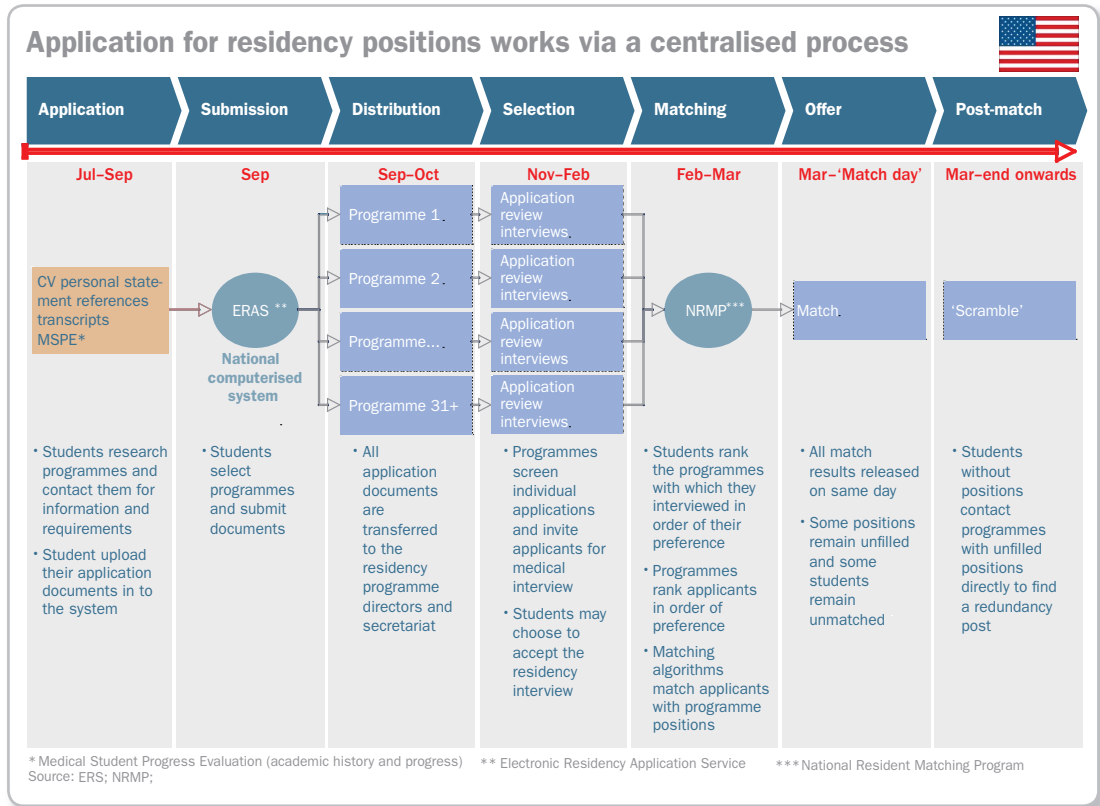 Application for residency positions works via a centralised process
Application
Submission
Distribution
Selection
Matching
Offer
Post-match
Jul–Sep
Sep
Sep–Oct
Nov–Feb
Feb–Mar
Mar–‘Match day’
Mar–end onwards
CV personal state-
ment references
transcripts
MSPE*
ERAS **
National
computerised
system
Programme 1.
Programme 2.
Programme... .
Programme 31+
Application
review
interviews.
Application
review
interviews.
Application
review
interviews
Application
review
interviews.
NRMP***
Match.
‘Scramble’
• Students research
programmes and
contact them for
information and
requirements
• Student upload
their application
documents in to
the system
• Students
select
programmes
and submit
documents
• All
application
documents
are
transferred
to the
residency
programme
directors and
secretariat
• Programmes
screen
individual
applications
and invite
applicants for
medical
interview
• Students may
choose to
accept the
residency
interview
• Students rank
the programmes
with which they
interviewed in
order of their
preference
• Programmes
rank applicants
in order of
preference
• Matching
algorithms
match applicants
with programme
positions
• All match
results released
on same day
• Some positions
remain unfilled
and some
students
remain
unmatched
• Students
without
positions
contact
programmes
with unfilled
positions
directly to find
a redundancy
post
* Medical Student Progress Evaluation (academic history and progress)
** Electronic Residency Application Service
***National Resident Matching Program
Source: ERS; NRMP;